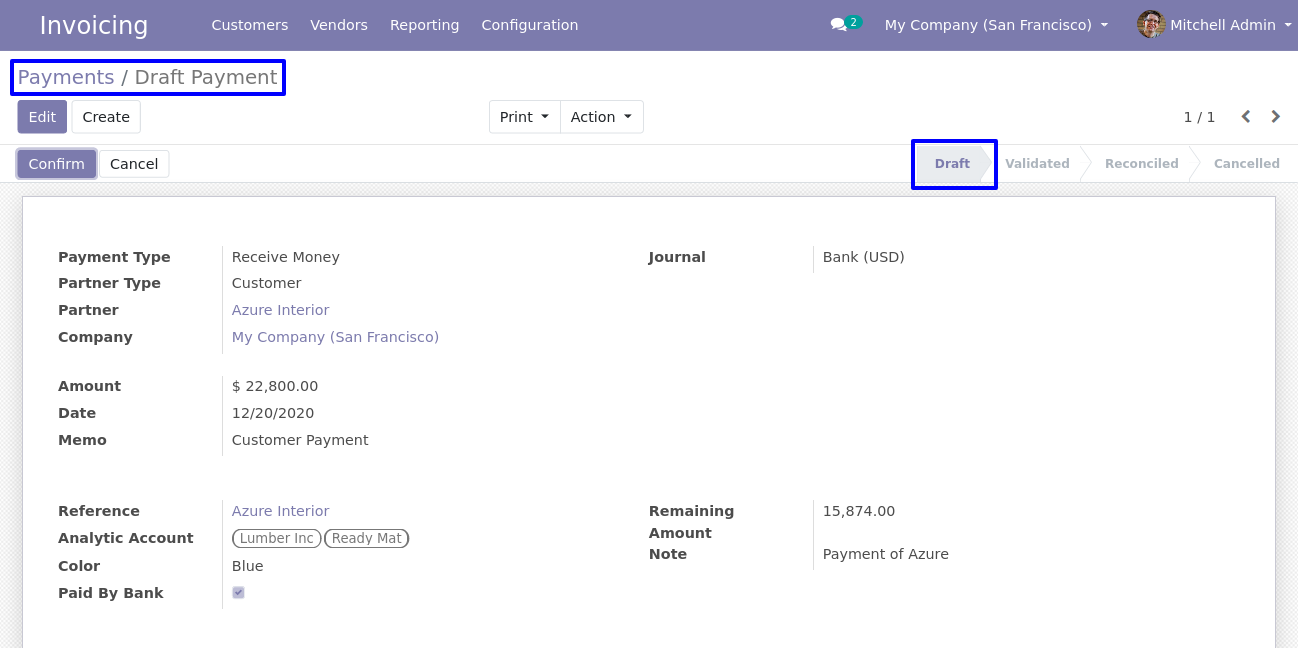 Invoicing Customers Vendors Reporting Configuration 2 My Company (San Francisco) Mitchell Admin
Payments / Draft Payment
Edit Create Print Action 1 / 1
Confirm Cancel Draft Validated Reconciled Cancelled
Payment Type Receive Money Journal Bank (USD)
Partner Type Customer
Partner Azure Interior
Company My Company (San Francisco)
Amount $ 22,800.00
Date 12/20/2020
Memo Customer Payment
Reference Azure Interior Remaining 15,874.00
Amount
Analytic Account Lumber Inc Ready Mat
Note Payment of Azure
Color Blue
Paid By Bank